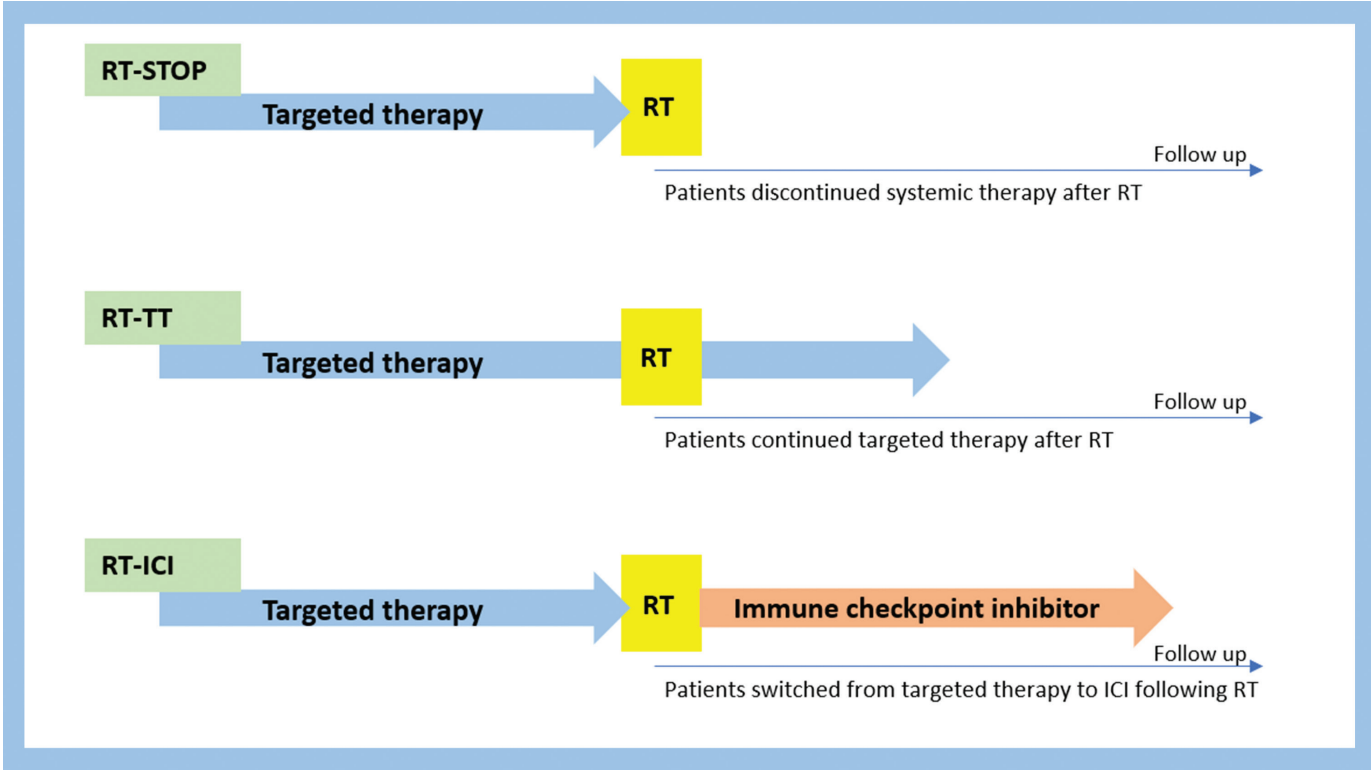 RT-STOP
Targeted therapy
RT
Follow up
Patients discontinued systemic therapy after RT
RT-TT
Targeted therapy
RT
Follow up
Patients continued targeted therapy after RT
RT-ICI
Targeted therapy
RT
Immune checkpoint inhibitor
Follow up
Patients switched from targeted therapy to ICI following RT